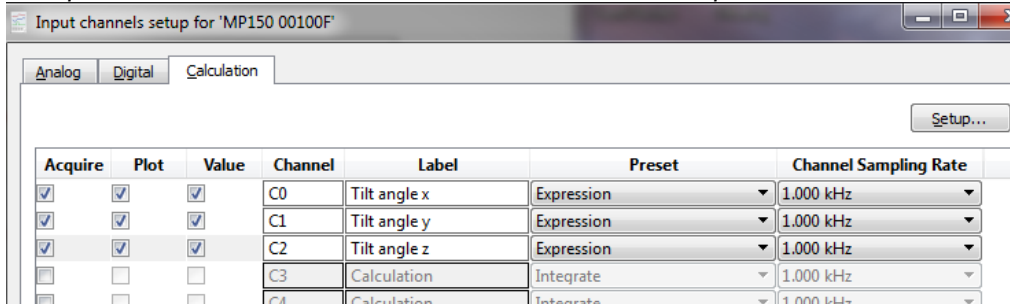 Input channels setup for 'MP150 00100F'
Analog Digital Calculation
Setup...
Acquire Plot Value Channel Label Preset Channel Sampling Rate
C0 Tilt angle x Expression 1.000 kHz
C1 Tilt angle y Expression 1.000 kHz
C2 Tilt angle z Expression 1.000 kHz
C3 Calculation Integrate 1.000 kHz
C4 Calculation Integrate 1.000 kHz